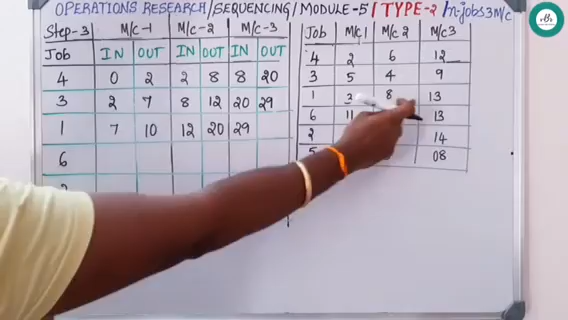 OPERATIONS RESEARCH/SEQUENCING/MODULE-5/TYPE-2/n-jobs 3 M/c
Step-3 M/c-1 M/c-2 M/c-3
Job IN OUT IN OUT IN OUT
4 0 2 2 8 8 20
3 2 7 8 12 20 29
1 7 10 12 20 29
6
Job M/c1 M/c 2 M/c3
4 2 6 12
3 5 4 9
1 3 8 13
6 11 13
2 14
08